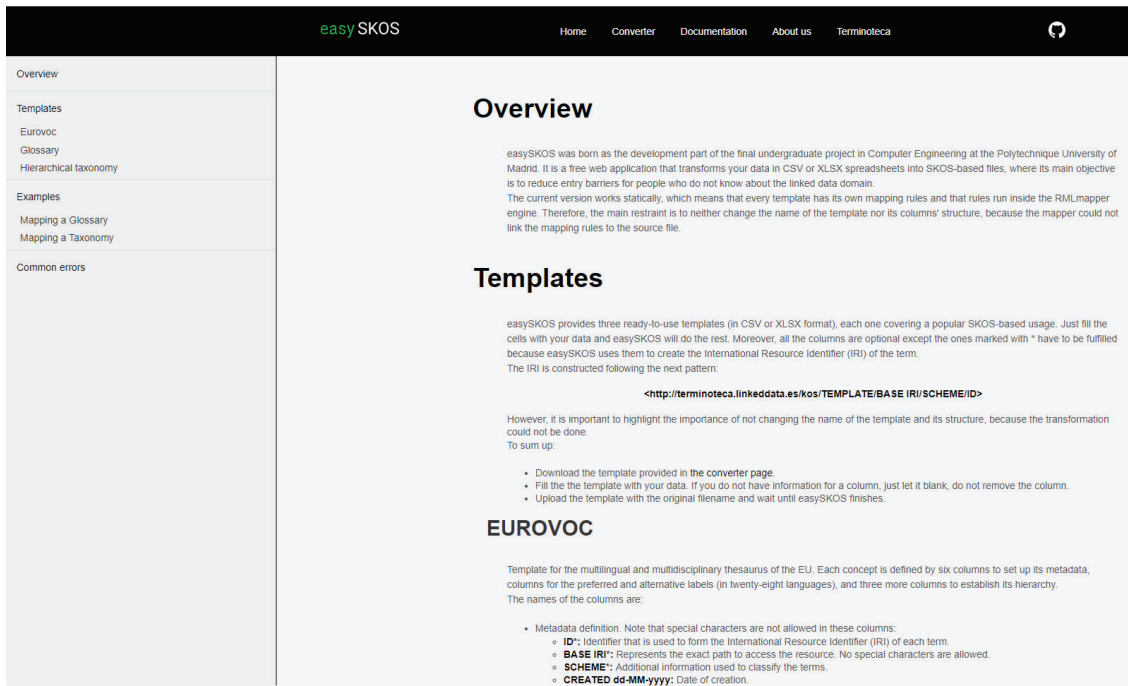 easy SKOS
Home
Converter
Documentation
About us
Terminoteca
Overview
Templates
Eurovoc
Glossary
Hierarchical taxonomy
Examples
Mapping a Glossary
Mapping a Taxonomy
Common errors
Overview
easySKOS was born as the development part of the final undergraduate project in Computer Engineering at the Polytechnique University of
Madrid. It is a free web application that transforms your data in CSV or XLSX spreadsheets into SKOS-based files, where its main objective
is to reduce entry barriers for people who do not know about the linked data domain.
The current version works statically, which means that every template has its own mapping rules and that rules run inside the RMLmapper
engine. Therefore, the main restraint is to neither change the name of the template nor its columns' structure, because the mapper could not
link the mapping rules to the source file.
Templates
easySKOS provides three ready-to-use templates (in CSV or XLSX format), each one covering a popular SKOS-based usage. Just fill the
cells with your data and easySKOS will do the rest. Moreover, all the columns are optional except the ones marked with * have to be fulfilled
because easySKOS uses them to create the International Resource Identifier (IRI) of the term.
The IRI is constructed following the next pattern:
<http://terminoteca.linkeddata.es/kos/TEMPLATE/BASE IRI/SCHEME/ID>
However, it is important to highlight the importance of not changing the name of the template and its structure, because the transformation
could not be done.
To sum up:
• Download the template provided in the converter page.
• Fill the the template with your data. If you do not have information for a column, just let it blank, do not remove the column.
• Upload the template with the original filename and wait until easySKOS finishes.
EUROVOC
Template for the multilingual and multidisciplinary thesaurus of the EU. Each concept is defined by six columns to set up its metadata,
columns for the preferred and alternative labels (in twenty-eight languages), and three more columns to establish its hierarchy.
The names of the columns are:
• Metadata definition. Note that special characters are not allowed in these columns:
◦ ID*: Identifier that is used to form the International Resource Identifier (IRI) of each term.
◦ BASE IRI*: Represents the exact path to access the resource. No special characters are allowed.
◦ SCHEME*: Additional information used to classify the terms.
◦ CREATED dd-MM-yyyy: Date of creation.